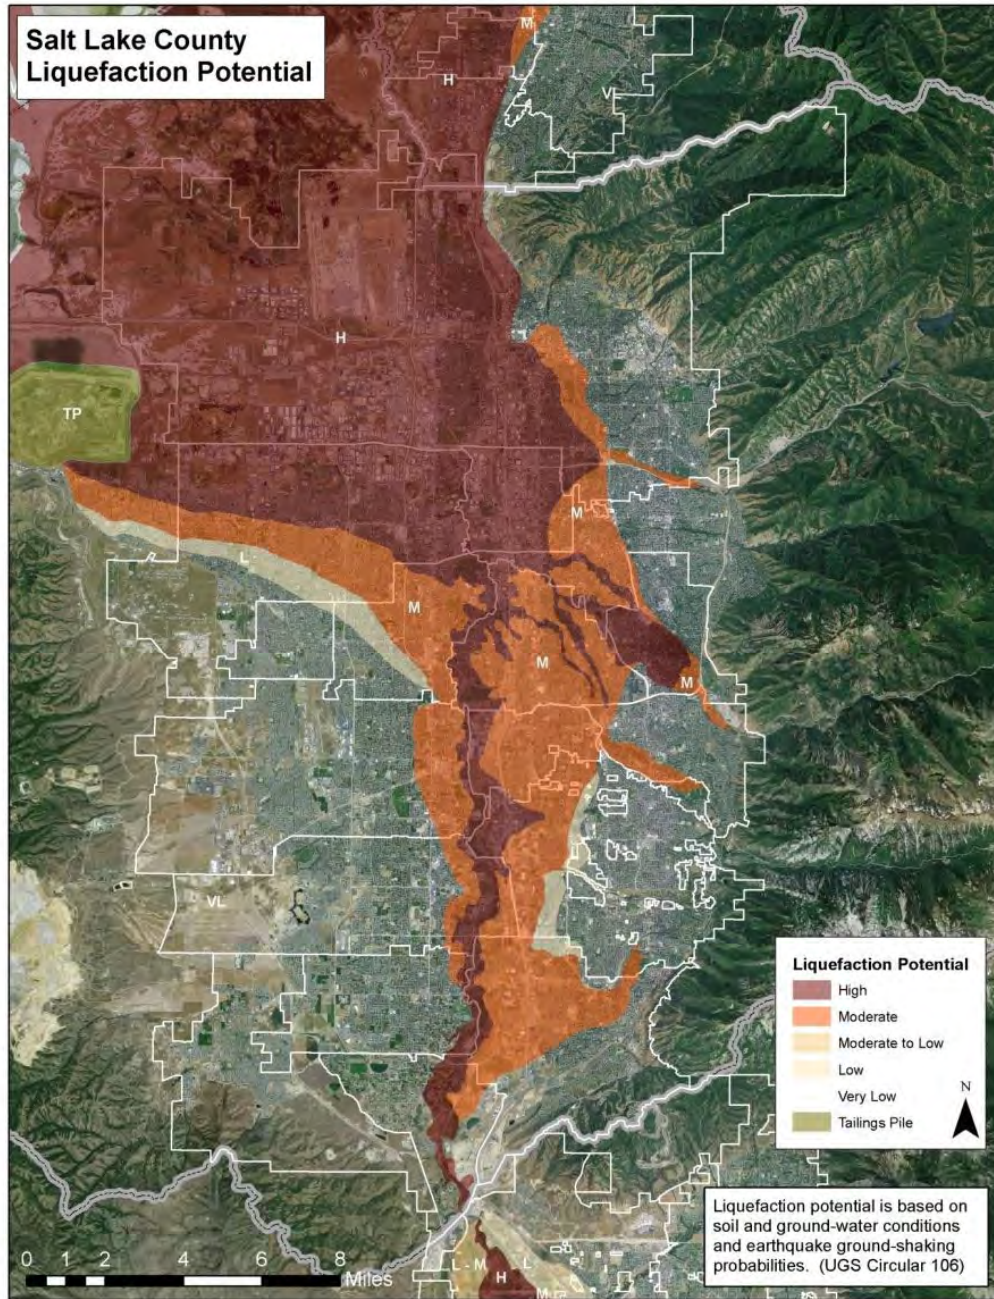 Salt Lake County
Liquefaction Potential
M
H
VL
H
TP
M
L
M
M
M
VL
Liquefaction Potential
High
Moderate
Moderate to Low
Low
Very Low
Tailings Pile
N
Liquefaction potential is based on
soil and ground-water conditions
and earthquake ground-shaking
probabilities. (UGS Circular 106)
0 1 2 4 6 8 Miles
L - M
L
H
M
L